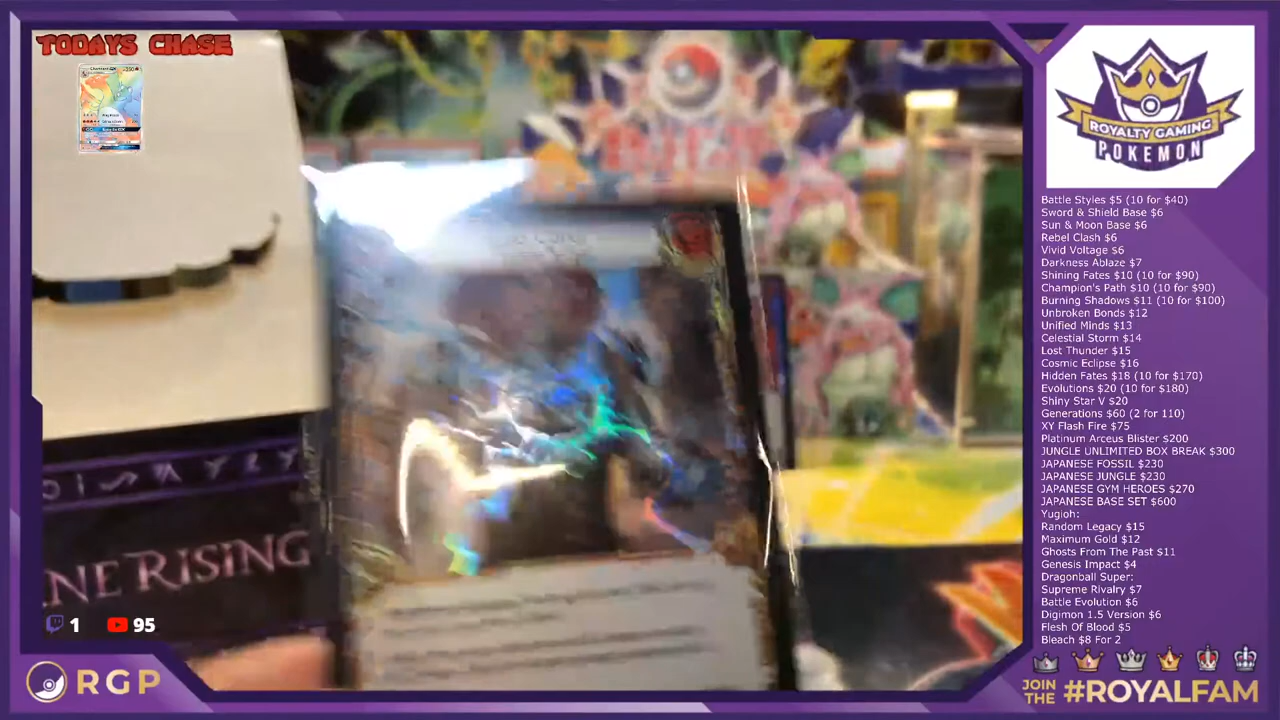 TODAYS CHASE
NE RISING
1
95
RGP
ROYALTY GAMING
POKEMON
Battle Styles $5 (10 for $40)
Sword & Shield Base $6
Sun & Moon Base $6
Rebel Clash $6
Vivid Voltage $6
Darkness Ablaze $7
Shining Fates $10 (10 for $90)
Champion's Path $10 (10 for $90)
Burning Shadows $11 (10 for $100)
Unbroken Bonds $12
Unified Minds $13
Celestial Storm $14
Lost Thunder $15
Cosmic Eclipse $16
Hidden Fates $18 (10 for $170)
Evolutions $20 (10 for $180)
Shiny Star V $20
Generations $60 (2 for 110)
XY Flash Fire $75
Platinum Arceus Blister $200
JUNGLE UNLIMITED BOX BREAK $300
JAPANESE FOSSIL $230
JAPANESE JUNGLE $230
JAPANESE GYM HEROES $270
JAPANESE BASE SET $600
Yugioh:
Random Legacy $15
Maximum Gold $12
Ghosts From The Past $11
Genesis Impact $4
Dragonball Super:
Supreme Rivalry $7
Battle Evolution $6
Digimon 1.5 Version $6
Flesh Of Blood $5
Bleach $8 For 2
JOIN
THE
#ROYALFAM